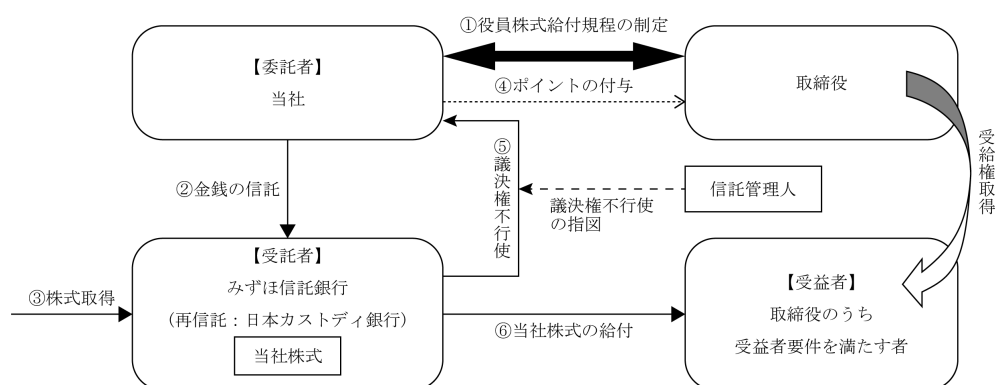 ①役員株式給付規程の制定
【委託者】
当社
④ポイントの付与
取締役
受給権取得
②金銭の信託
⑤議決権不行使
議決権不行使
の指図
信託管理人
【受託者】
みずほ信託銀行
(再信託:日本カストディ銀行)
当社株式
③株式取得
⑥当社株式の給付
【受益者】
取締役のうち
受益者要件を満たす者